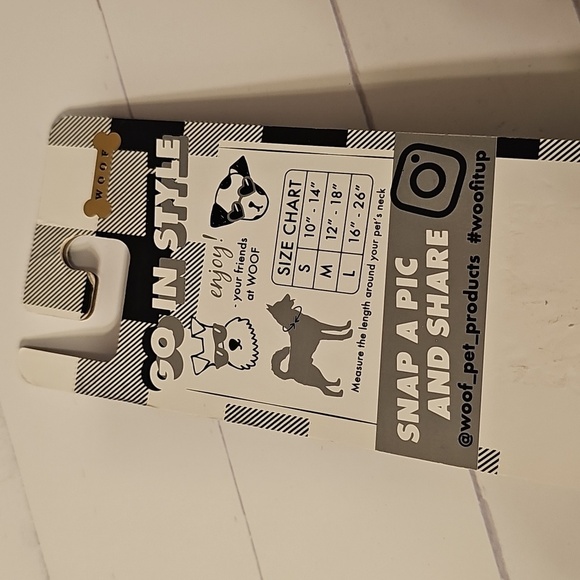 WOOF
GO IN STYLE
enjoy!
- your friends
at WOOF
SIZE CHART
S 10" - 14"
M 12" - 18"
L 16" - 26"
Measure the length around your pet's neck
SNAP A PIC
AND SHARE
@woof_pet_products #woofitup